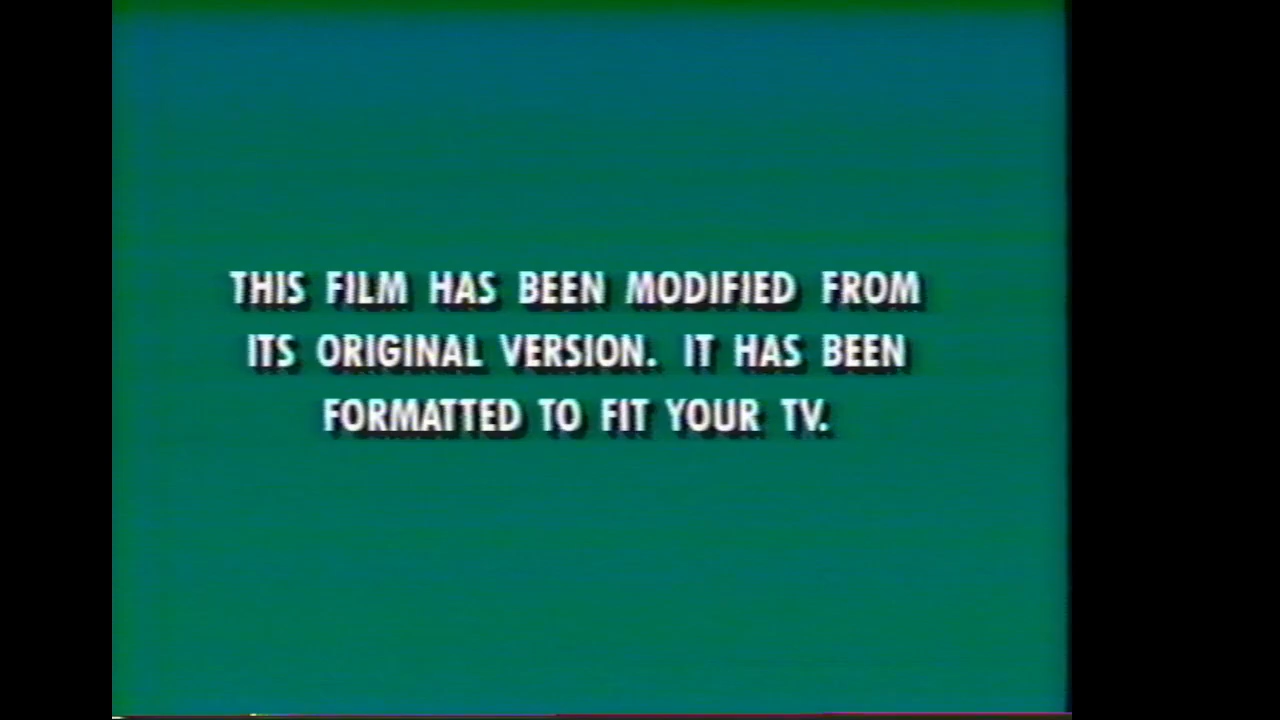 THIS FILM HAS BEEN MODIFIED FROM
ITS ORIGINAL VERSION. IT HAS BEEN
FORMATTED TO FIT YOUR TV.